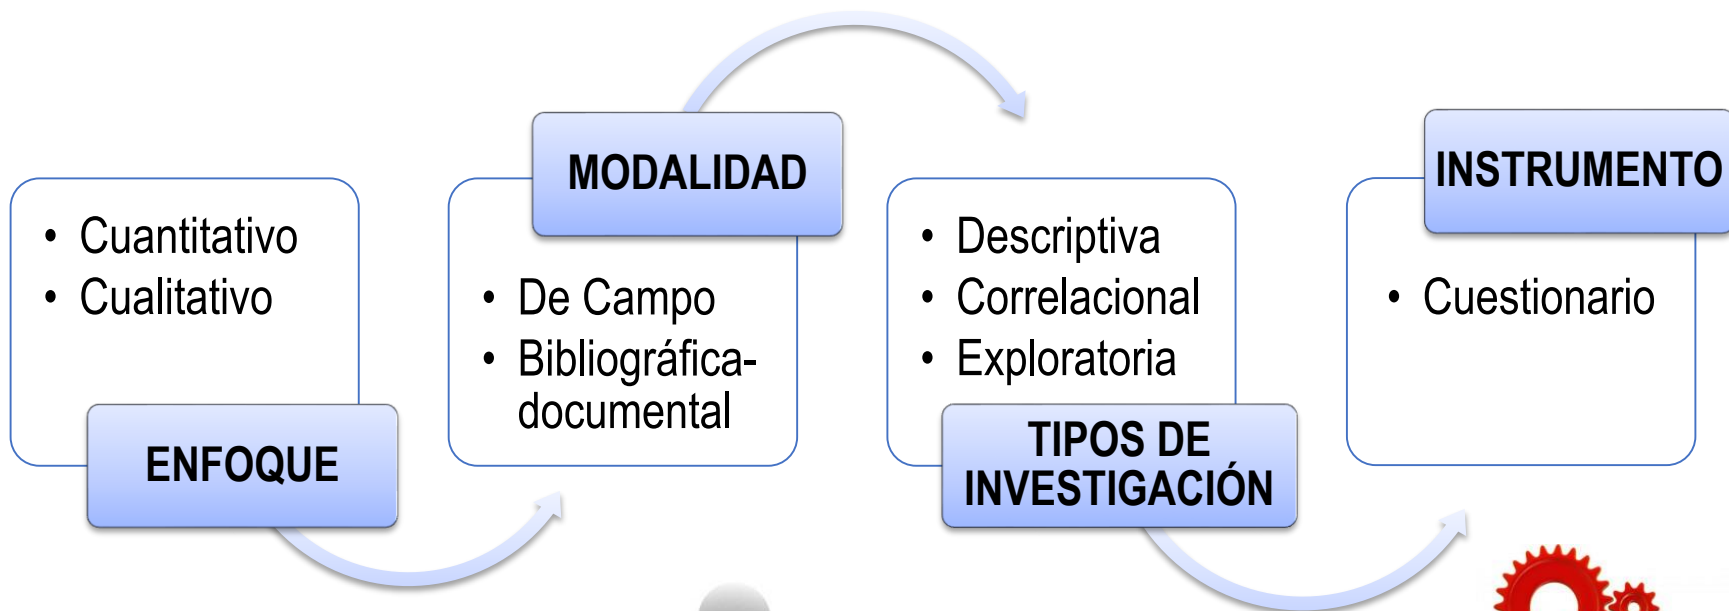 • Cuantitativo
• Cualitativo
ENFOQUE
MODALIDAD
• De Campo
• Bibliográfica-
documental
• Descriptiva
• Correlacional
• Exploratoria
TIPOS DE
INVESTIGACIÓN
INSTRUMENTO
• Cuestionario